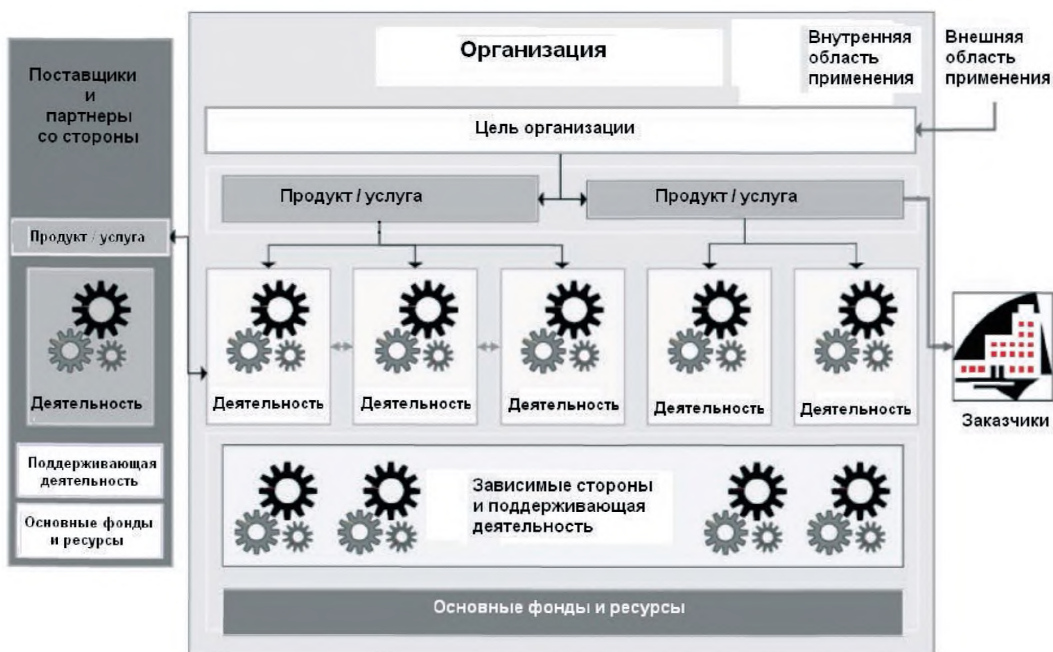 Организация
Внутренняя
область
применения
Внешняя
область
применения
Поставщики
и
партнеры
со стороны
Цель организации
Продукт / услуга
Продукт / услуга
Продукт / услуга
Деятельность
Деятельность
Деятельность
Деятельность
Деятельность
Деятельность
Заказчики
Поддерживающая
деятельность
Основные фонды
и ресурсы
Зависимые стороны
и поддерживающая
деятельность
Основные фонды и ресурсы